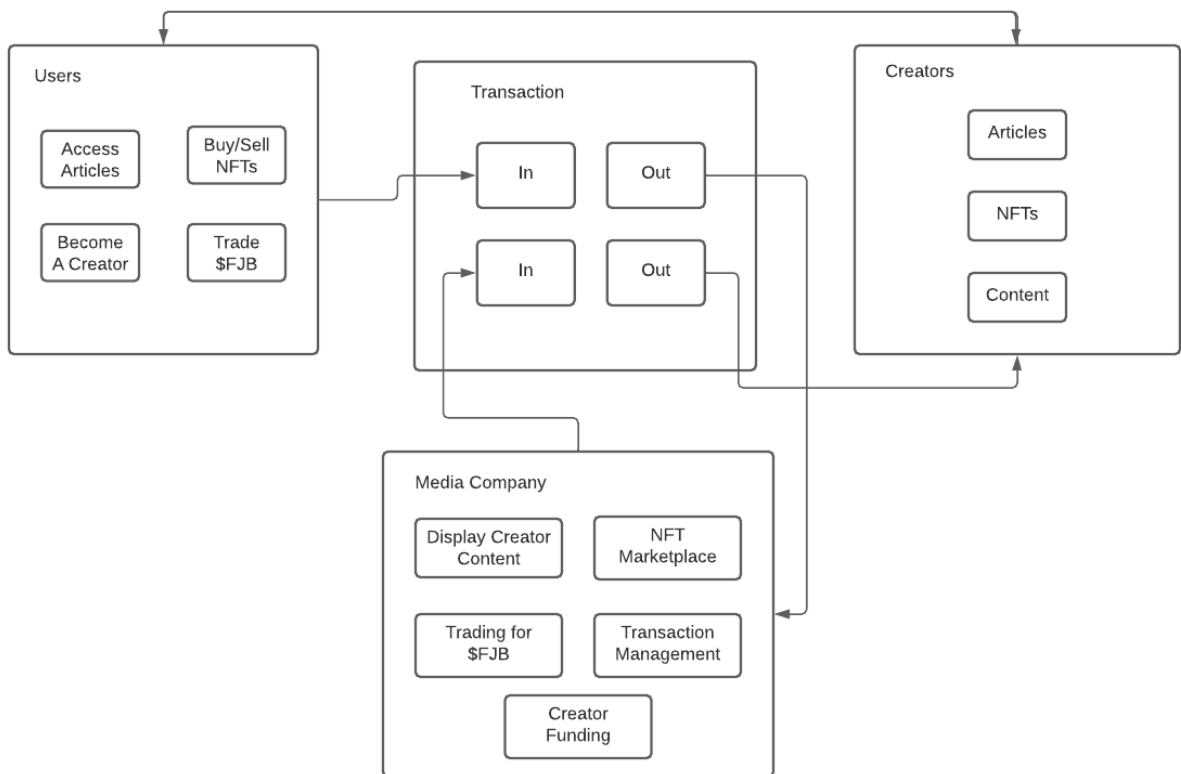 Users
Access
Articles
Buy/Sell
NFTs
Become
A Creator
Trade
$FJB
Transaction
In
Out
In
Out
Creators
Articles
NFTs
Content
Media Company
Display Creator
Content
NFT
Marketplace
Trading for
$FJB
Transaction
Management
Creator
Funding